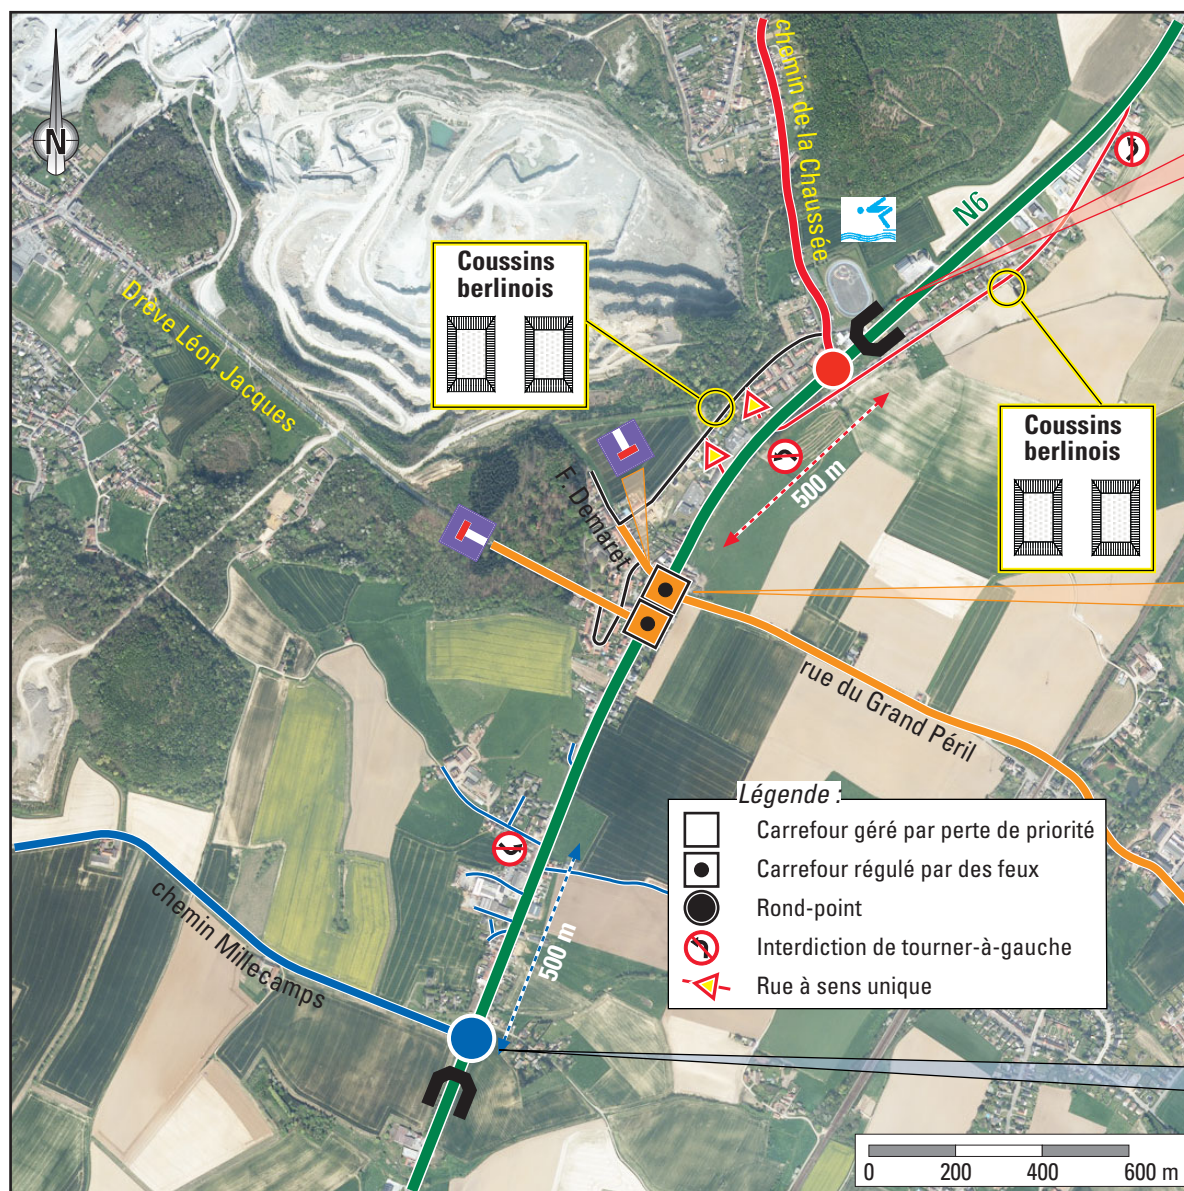 N
chemin de la Chaussée
N6
Coussins
berlinois
Drève Léon Jacques
Coussins
berlinois
500 m
F. Demaret
rue du Grand Péril
Légende :
Carrefour géré par perte de priorité
Carrefour régulé par des feux
Rond-point
Interdiction de tourner-à-gauche
Rue à sens unique
500 m
chemin Millecamps
0 200 400 600 m